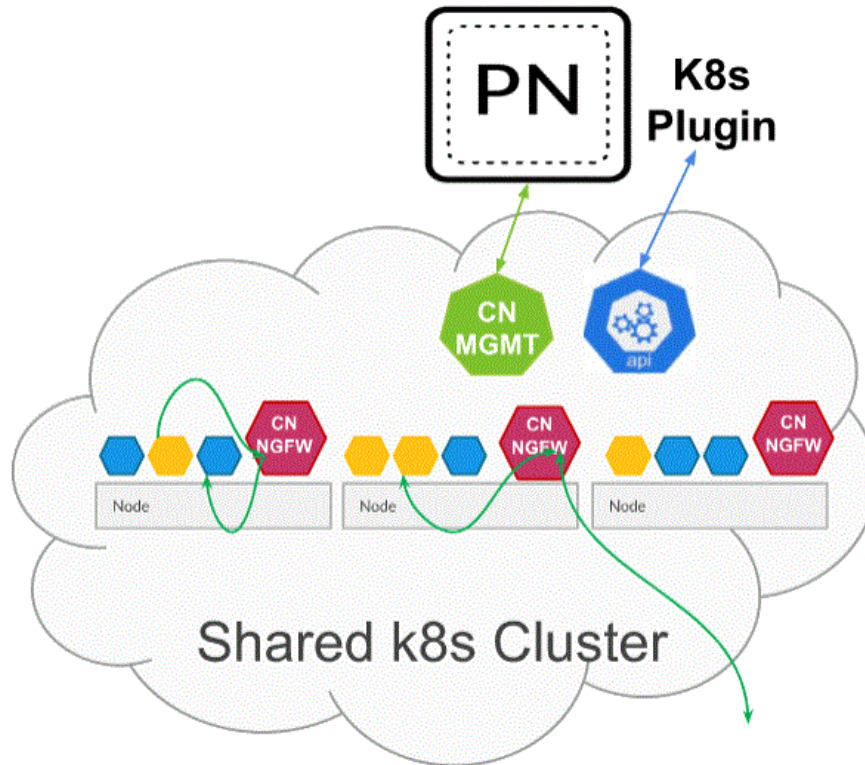 PN
K8s
Plugin
CN
MGMT
api
CN
NGFW
CN
NGFW
CN
NGFW
Node
Node
Node
Shared k8s Cluster